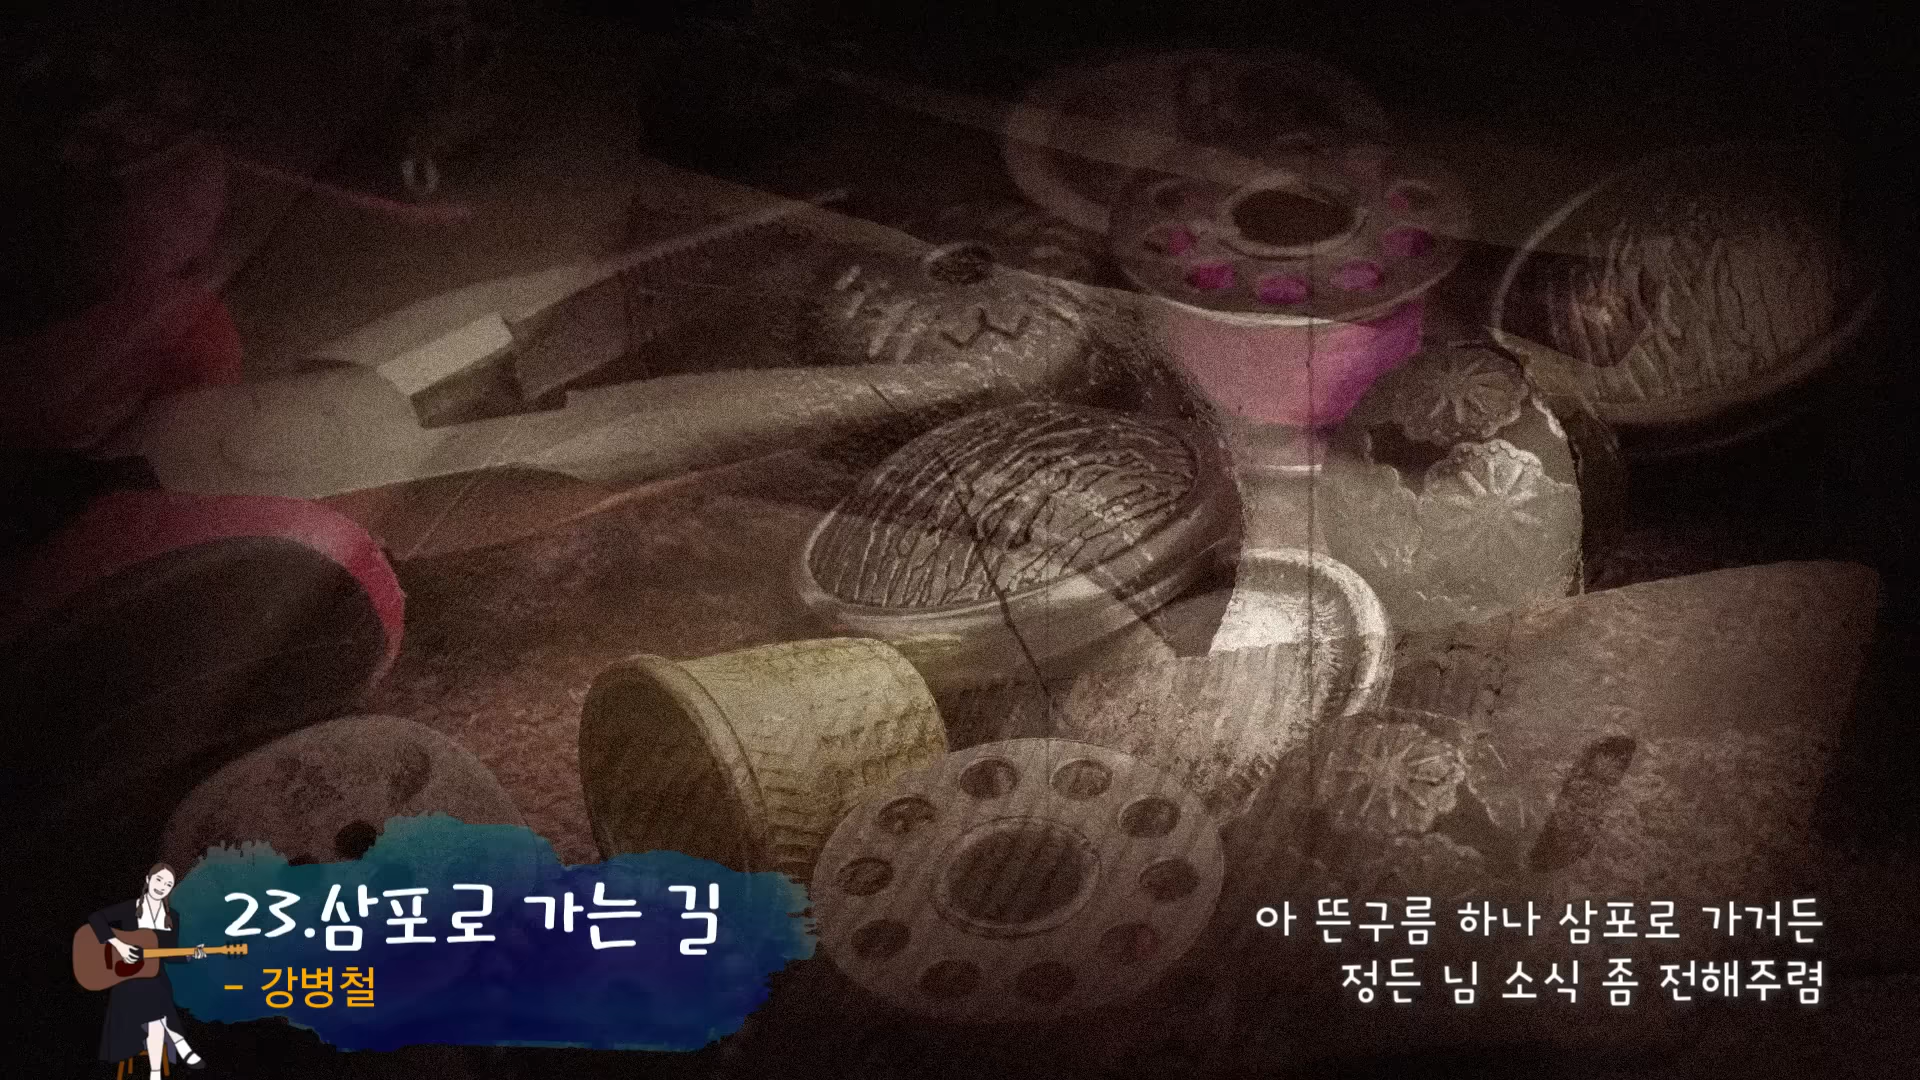 23.삼포로 가는 길
- 강병철
아 뜬구름 하나 삼포로 가거든
정든 님 소식 좀 전해주렴